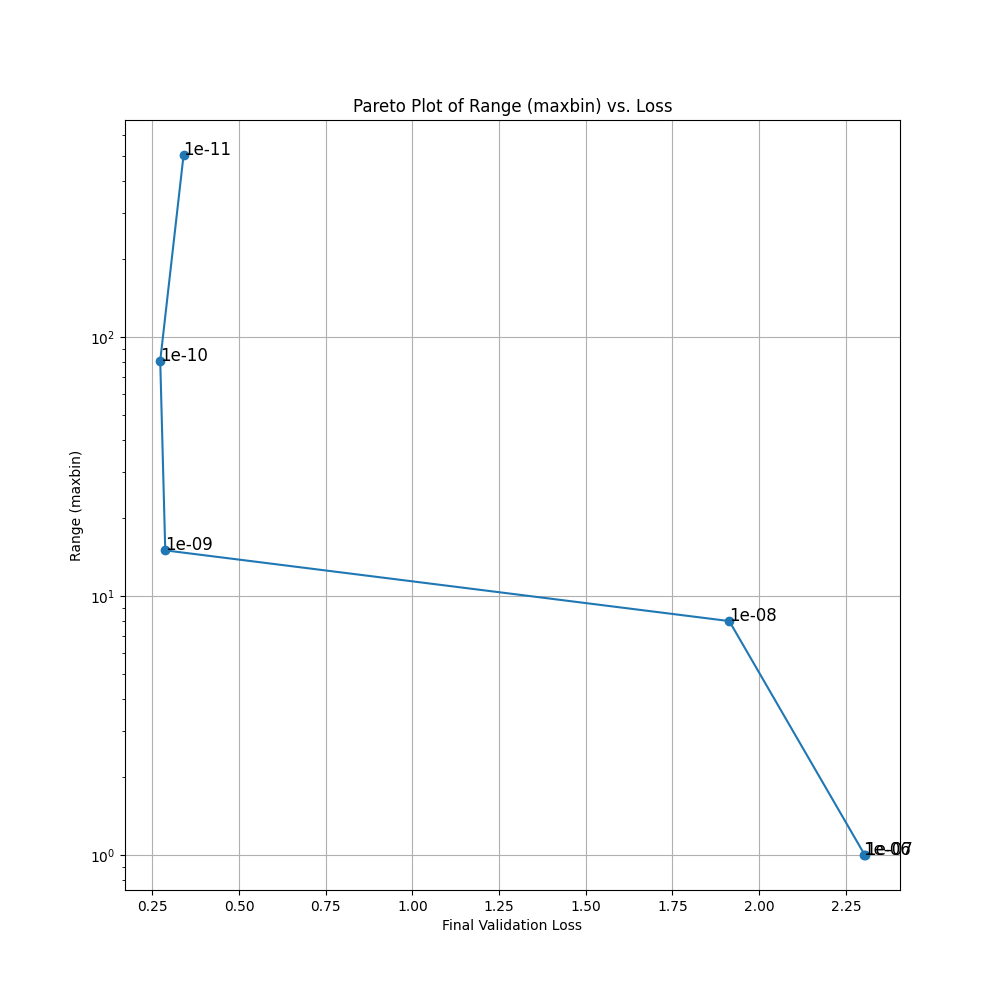 Pareto Plot of Range (maxbin) vs. Loss
1e-11
10²
1e-10
Range (maxbin)
1e-09
10¹
1e-08
10⁰
0.25 0.50 0.75 1.00 1.25 1.50 1.75 2.00 2.25
Final Validation Loss